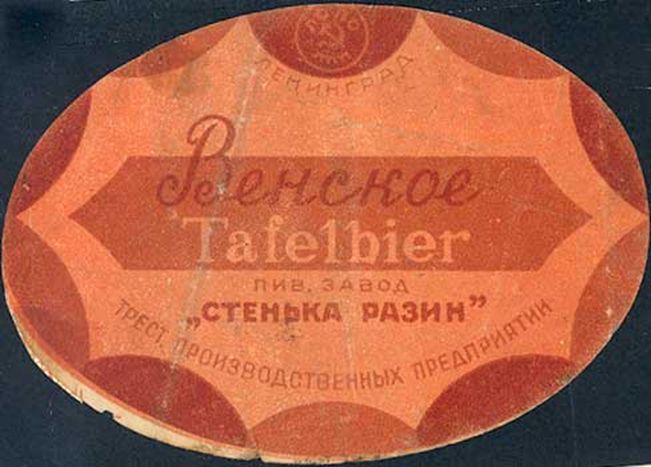 ЛЕНИНГРАД
Венское
Tafelbier
ПИВ. ЗАВОД
„СТЕНЬКА РАЗИН”
ТРЕСТ ПРОИЗВОДСТВЕННЫХ ПРЕДПРИЯТИИ